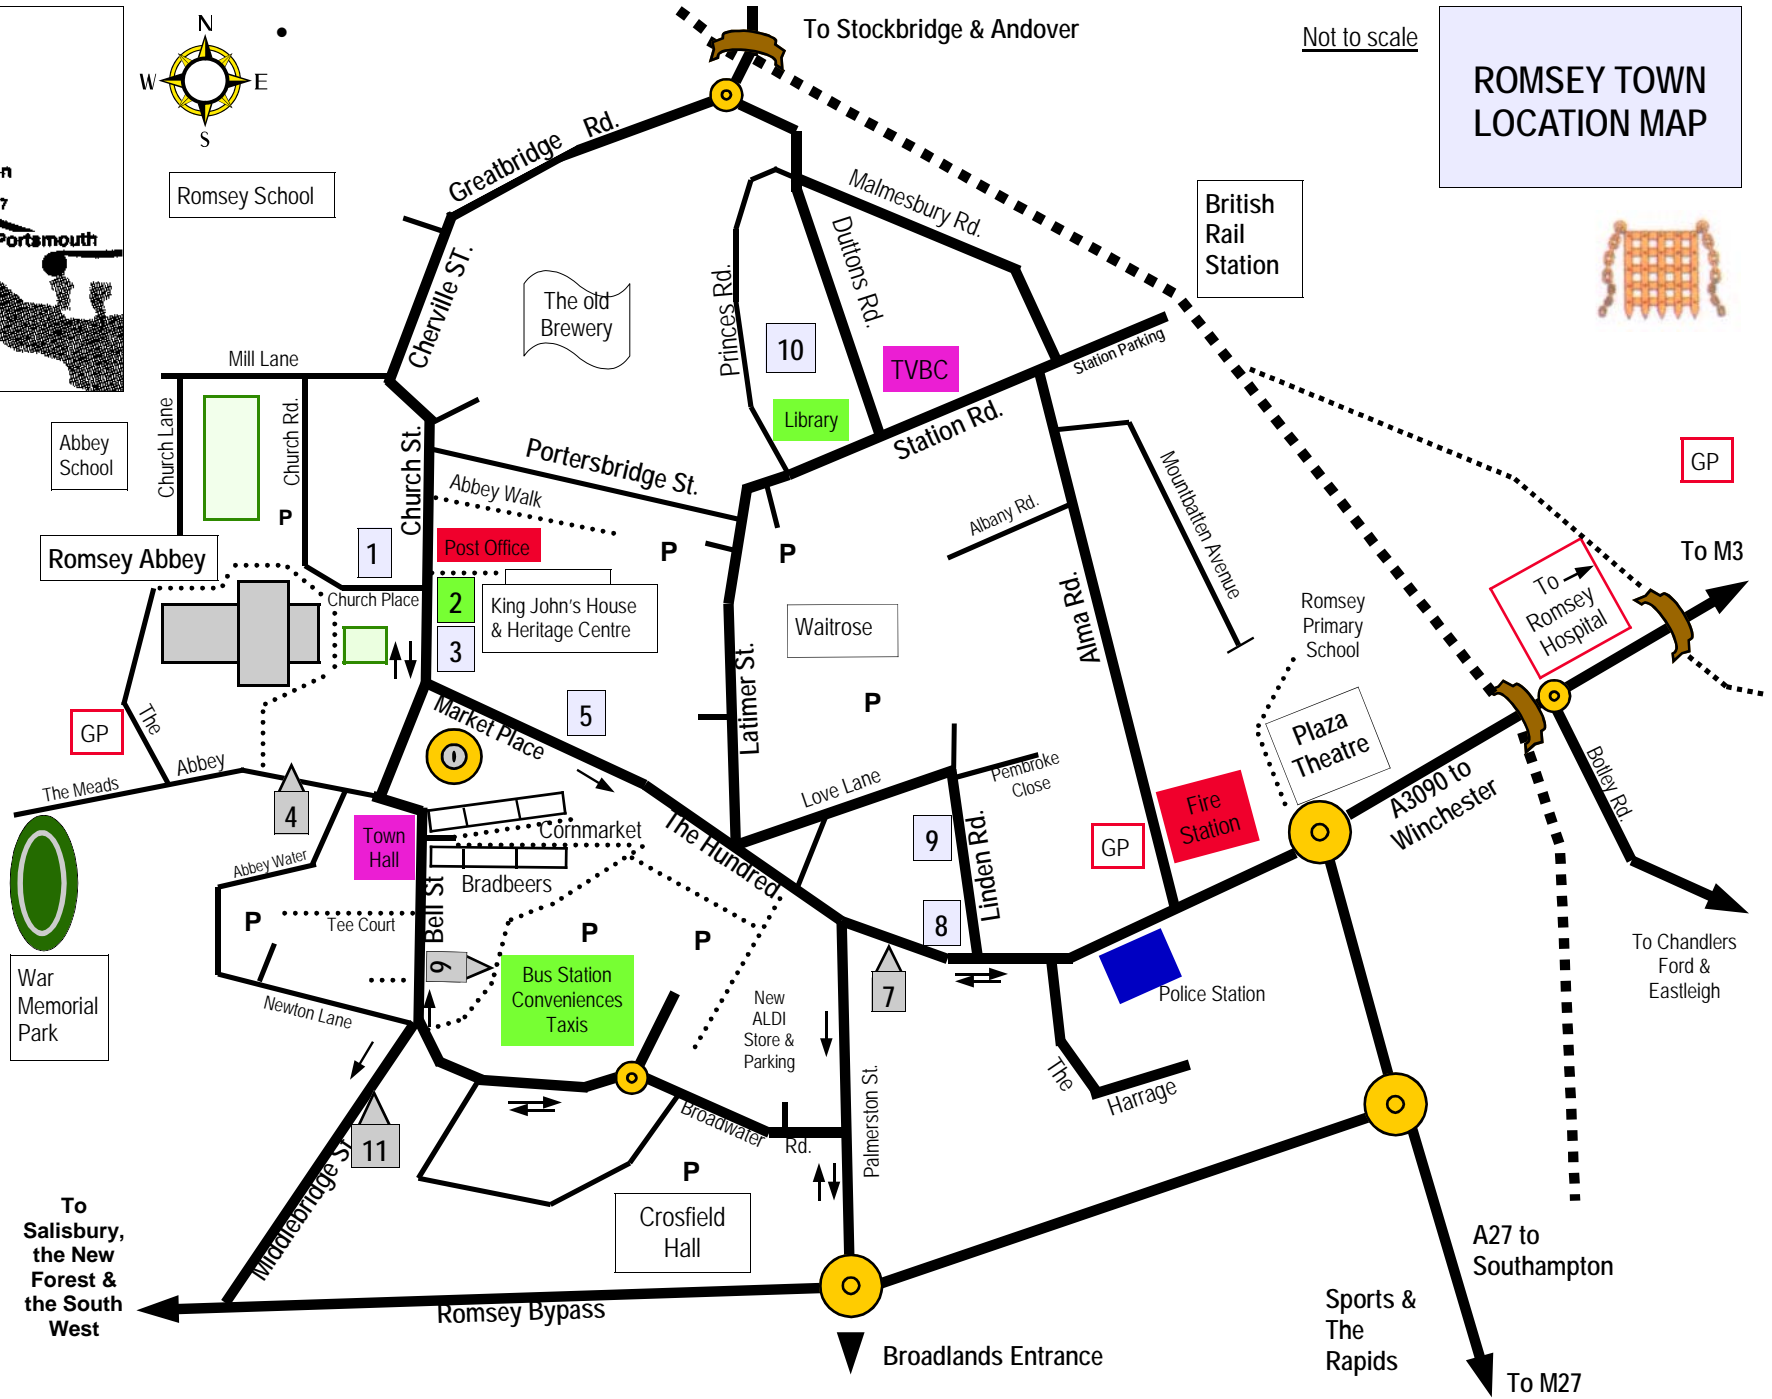 To Stockbridge & Andover
Not to scale
ROMSEY TOWN
LOCATION MAP
N
W
E
S
n
7
Portsmouth
Romsey School
Greatbridge Rd.
Malmesbury Rd.
British
Rail
Station
Cherville ST.
The old
Brewery
Princes Rd.
Duttons Rd.
10
TVBC
Station Parking
Mill Lane
Library
Station Rd.
Abbey
School
Church Lane
Church Rd.
Church St.
Portersbridge St.
Abbey Walk
Mountbatten Avenue
GP
P
Albany Rd.
Romsey Abbey
1
Post Office
P
P
To M3
2
King John's House
& Heritage Centre
Church Place
3
Waitrose
Alma Rd.
Romsey
Primary
School
To
Romsey
Hospital
Latimer St.
The
GP
Market Place
5
P
Plaza
Theatre
Abbey
The Meads
4
Love Lane
Pembroke
Close
A3090 to
Winchester
Botley Rd.
Town
Hall
Cornmarket
The Hundred
9
Linden Rd.
GP
Fire
Station
Abbey Water
Bradbeers
Bell St
P
Tee Court
P
P
8
To Chandlers
Ford &
Eastleigh
War
Memorial
Park
9
Bus Station
Conveniences
Taxis
7
Police Station
Newton Lane
New
ALDI
Store &
Parking
The
Harrage
Palmerston St.
Broadwater
Rd.
11
Middlebridge St.
P
Crosfield
Hall
To
Salisbury,
the New
Forest &
the South
West
A27 to
Southampton
Romsey Bypass
Sports &
The
Rapids
Broadlands Entrance
To M27